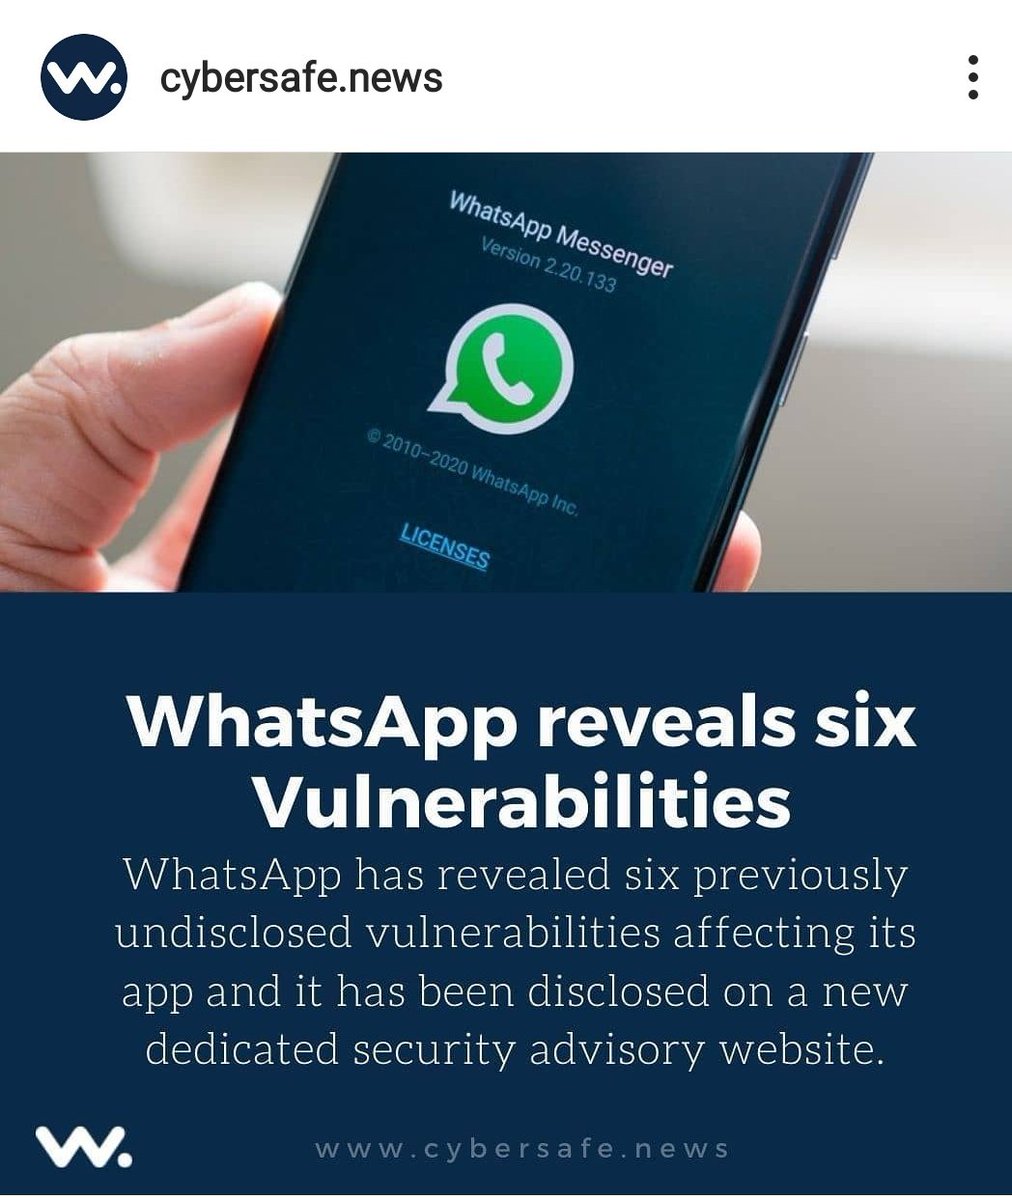 w.
cybersafe.news
WhatsApp Messenger
Version 2.20.133
© 2010–2020 WhatsApp Inc.
LICENSES
WhatsApp reveals six
Vulnerabilities
WhatsApp has revealed six previously
undisclosed vulnerabilities affecting its
app and it has been disclosed on a new
dedicated security advisory website.
w.
www.cybersafe.news